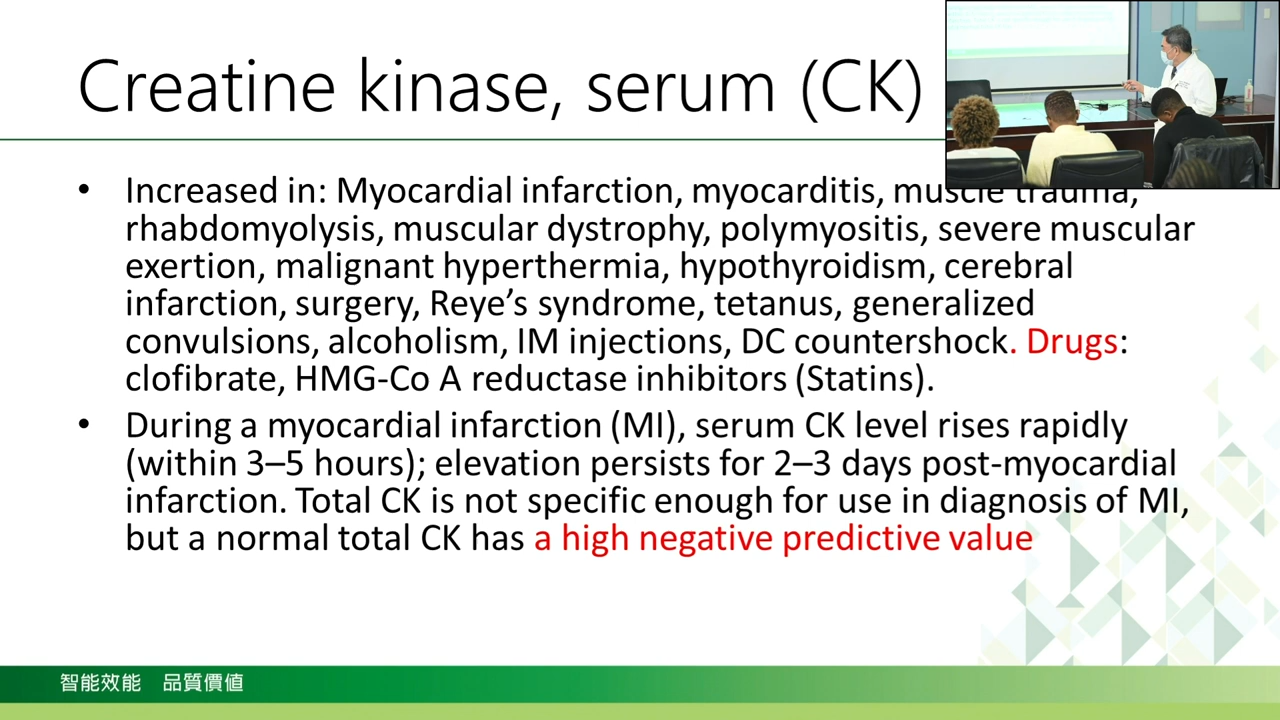 Creatine kinase, serum (CK)
• Increased in: Myocardial infarction, myocarditis, muscle trauma,
rhabdomyolysis, muscular dystrophy, polymyositis, severe muscular
exertion, malignant hyperthermia, hypothyroidism, cerebral
infarction, surgery, Reye’s syndrome, tetanus, generalized
convulsions, alcoholism, IM injections, DC countershock. Drugs:
clofibrate, HMG-Co A reductase inhibitors (Statins).
• During a myocardial infarction (MI), serum CK level rises rapidly
(within 3–5 hours); elevation persists for 2–3 days post-myocardial
infarction. Total CK is not specific enough for use in diagnosis of MI,
but a normal total CK has a high negative predictive value
智能效能 品質價値